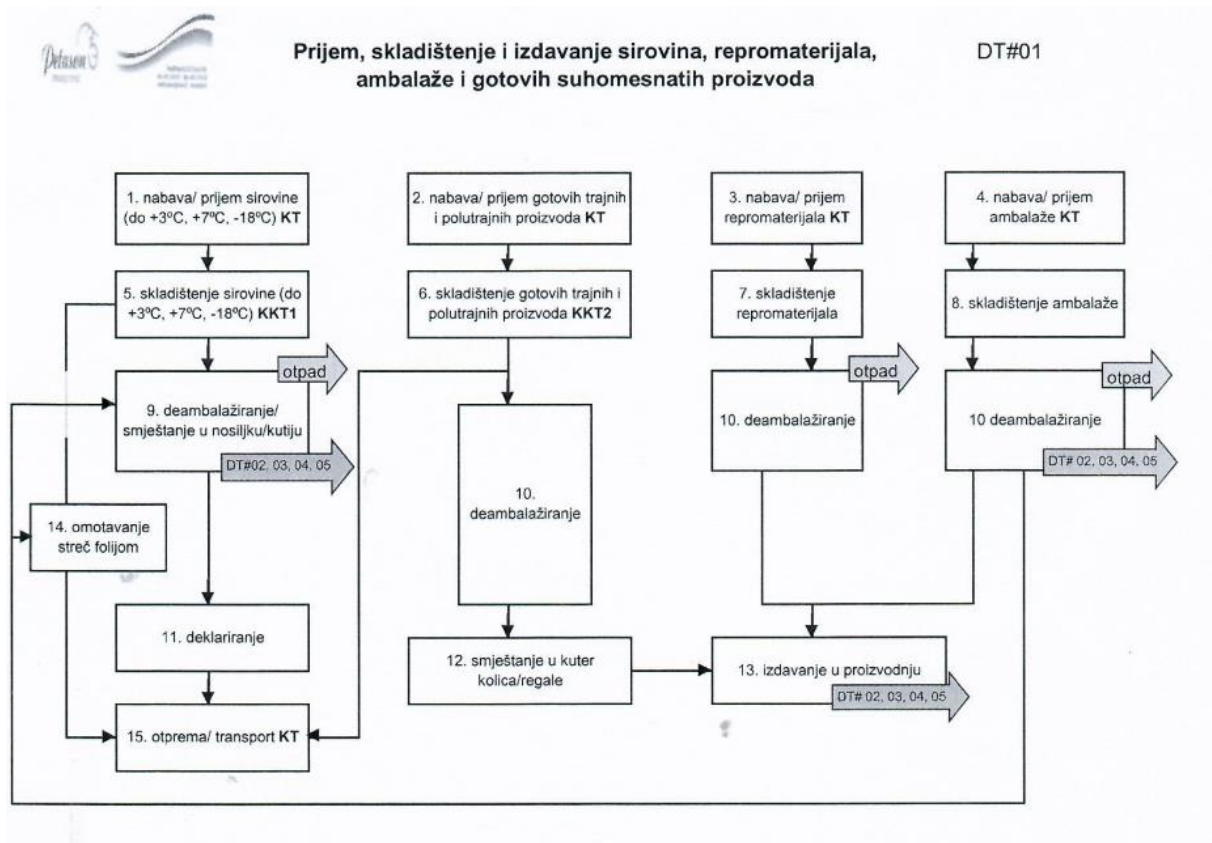 Petason
Prijem, skladištenje i izdavanje sirovina, repromaterijala,
ambalaže i gotovih suhomesnatih proizvoda
DT#01
1. nabava/ prijem sirovine
(do +3ºC, +7ºC, -18ºC) KT
2. nabava/ prijem gotovih trajnih
i polutrajnih proizvoda KT
3. nabava/ prijem
repromaterijala KT
4. nabava/ prijem
ambalaže KT
5. skladištenje sirovine (do
+3ºC, +7ºC, -18ºC) KKT1
6. skladištenje gotovih trajnih i
polutrajnih proizvoda KKT2
7. skladištenje
repromaterijala
8. skladištenje ambalaže
otpad
9. deambalažiranje/
smještanje u nosiljku/kutiju
DT#02, 03, 04, 05
10.
deambalažiranje
otpad
10. deambalažiranje
otpad
10 deambalažiranje
DT# 02, 03, 04, 05
14. omotavanje
streč folijom
11. deklariranje
12. smještanje u kuter
kolica/regale
13. izdavanje u proizvodnju
DT# 02, 03, 04, 05
15. otprema/ transport KT